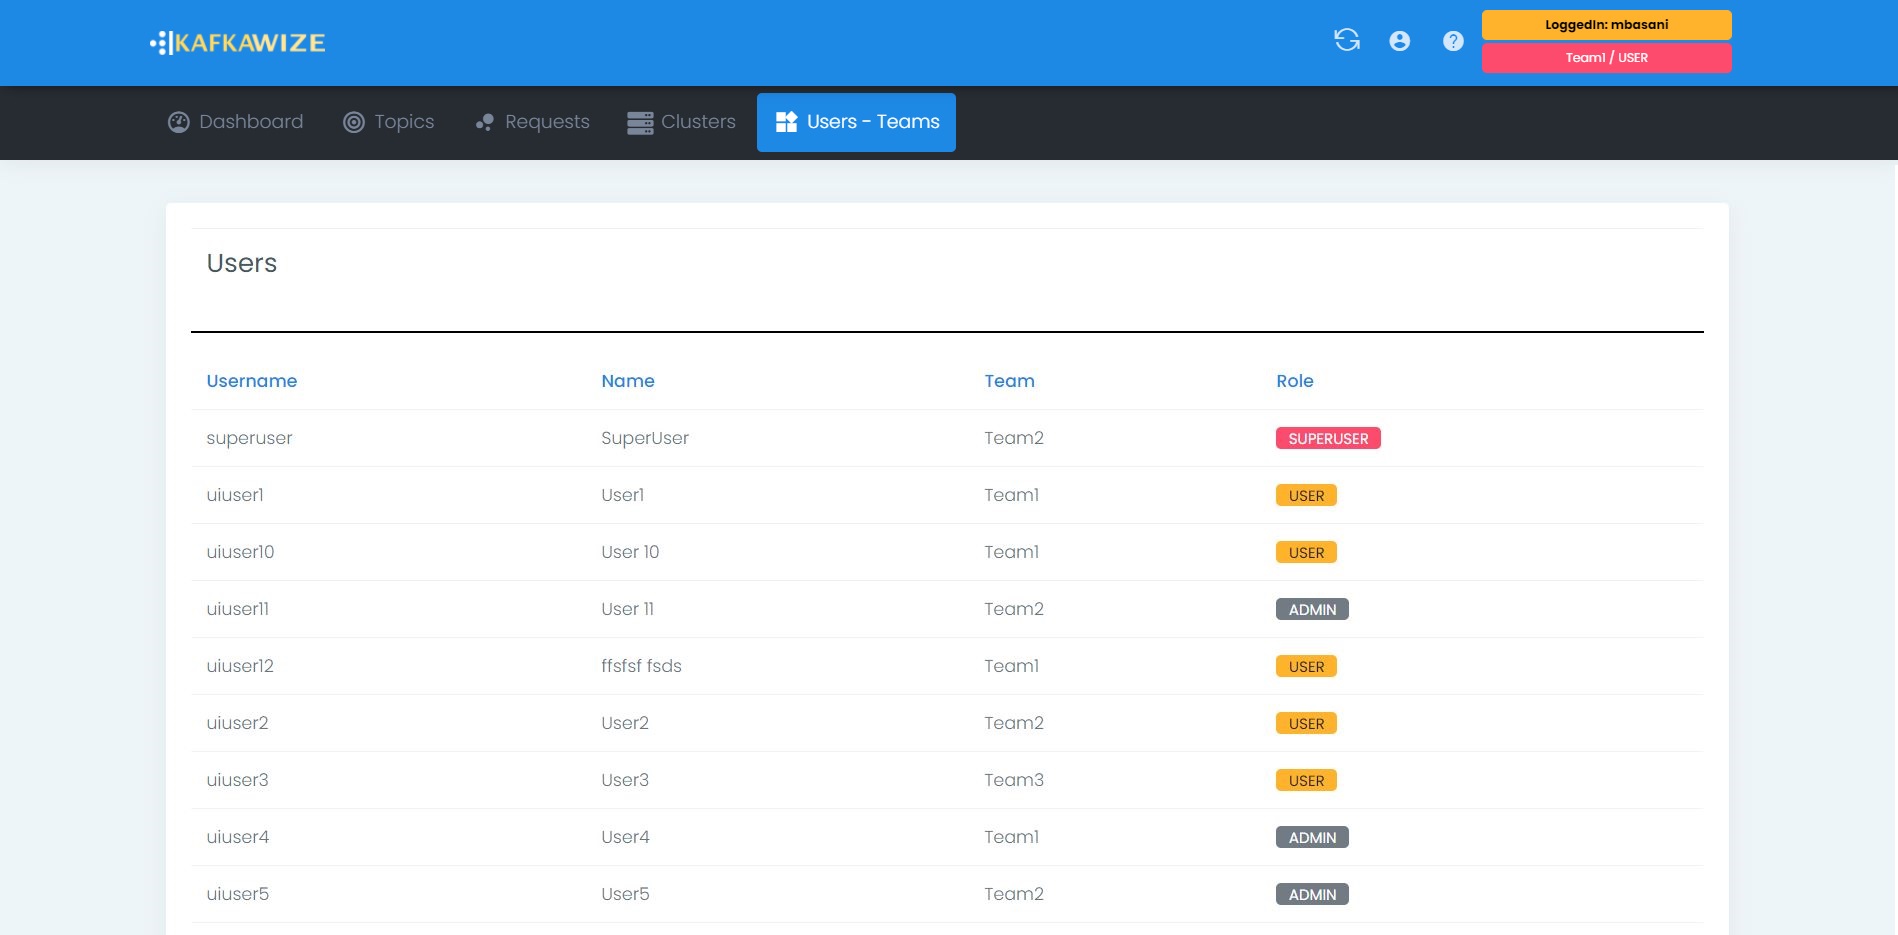 KAFKAWIZE
LoggedIn: mbasani
Team1 / USER
Dashboard Topics Requests Clusters Users - Teams
Users
Username Name Team Role
superuser SuperUser Team2 SUPERUSER
uiuser1 User1 Team1 USER
uiuser10 User 10 Team1 USER
uiuser11 User 11 Team2 ADMIN
uiuser12 ffsfsf fsds Team1 USER
uiuser2 User2 Team2 USER
uiuser3 User3 Team3 USER
uiuser4 User4 Team1 ADMIN
uiuser5 User5 Team2 ADMIN